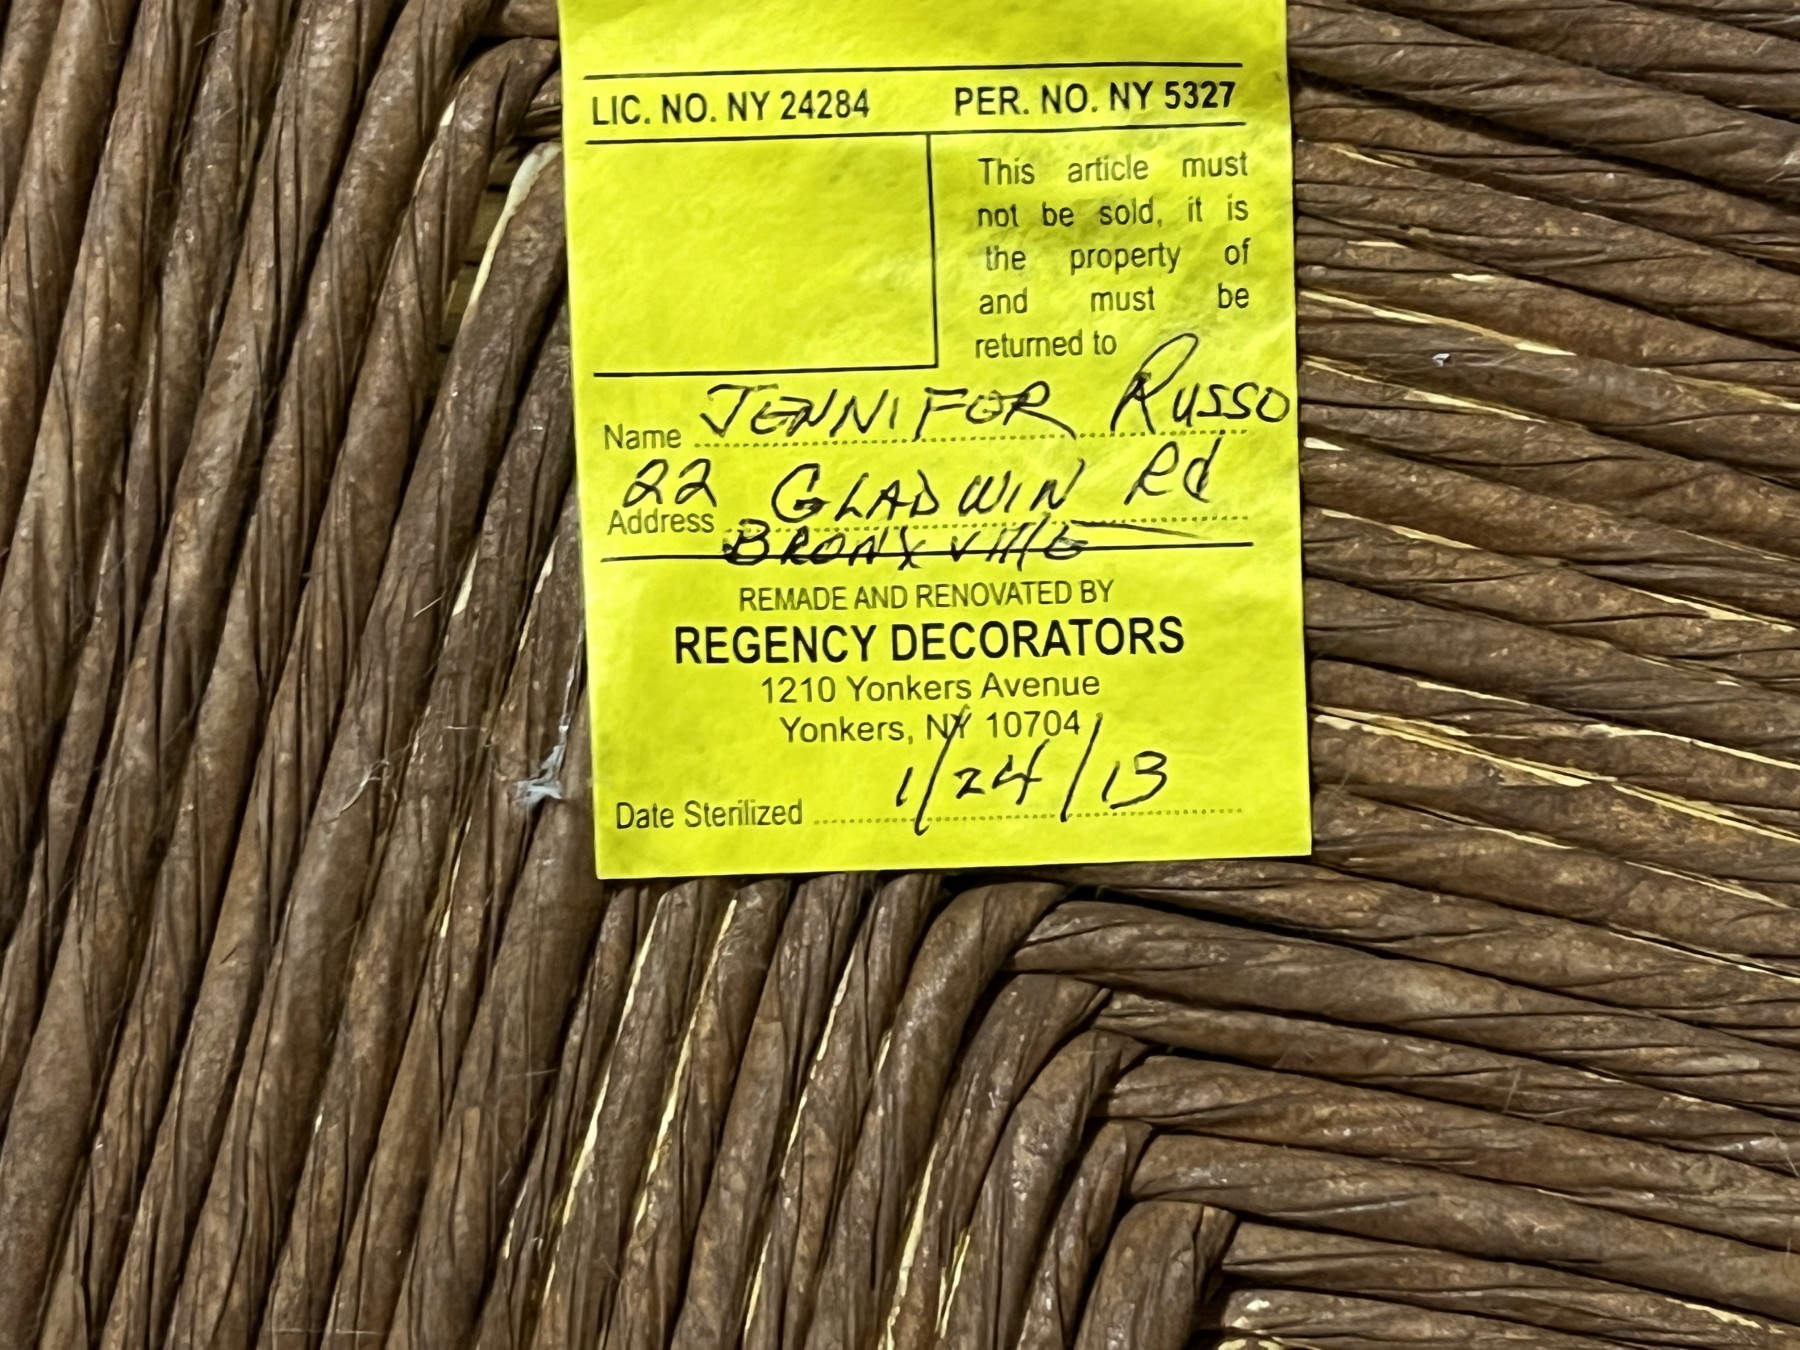 LIC. NO. NY 24284 PER. NO. NY 5327
This article must
not be sold, it is
the property of
and must be
returned to
Name JENNIFER Russo
22 GLADWIN Rd
Address
BRONXVIllE
REMADE AND RENOVATED BY
REGENCY DECORATORS
1210 Yonkers Avenue
Yonkers, NY 10704
1/24/13
Date Sterilized